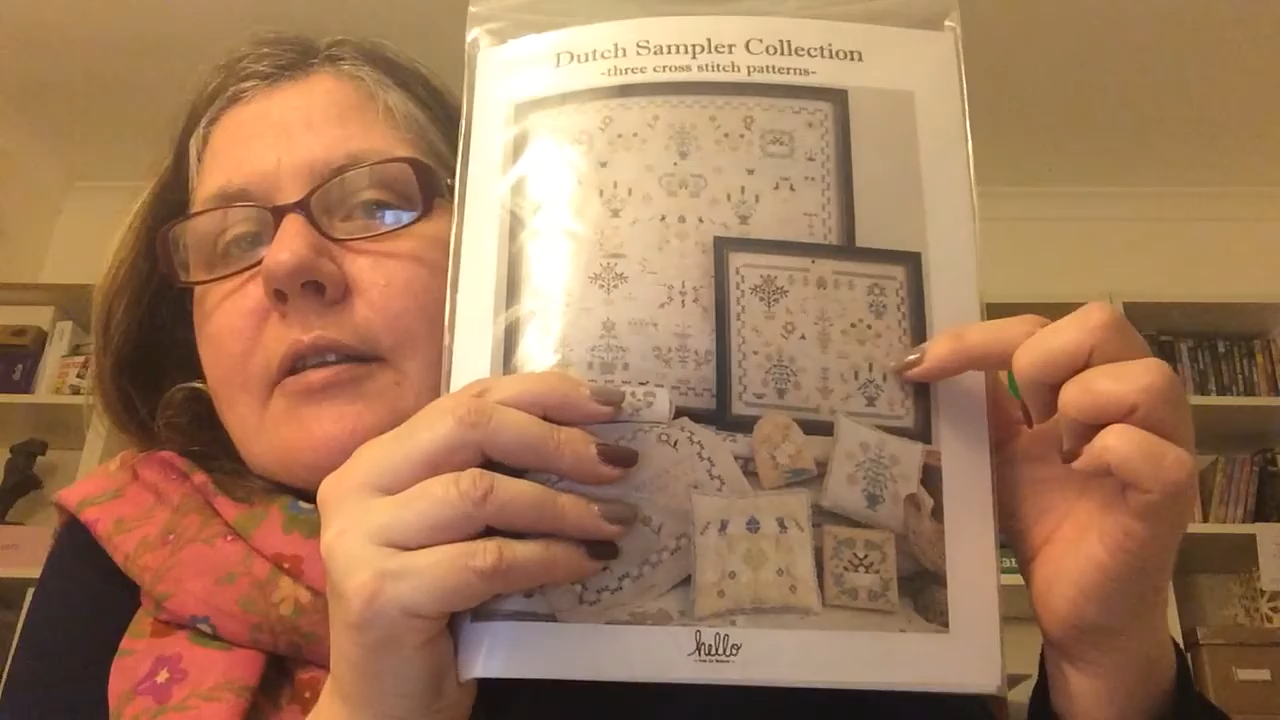 Dutch Sampler Collection
-three cross stitch patterns-
hello